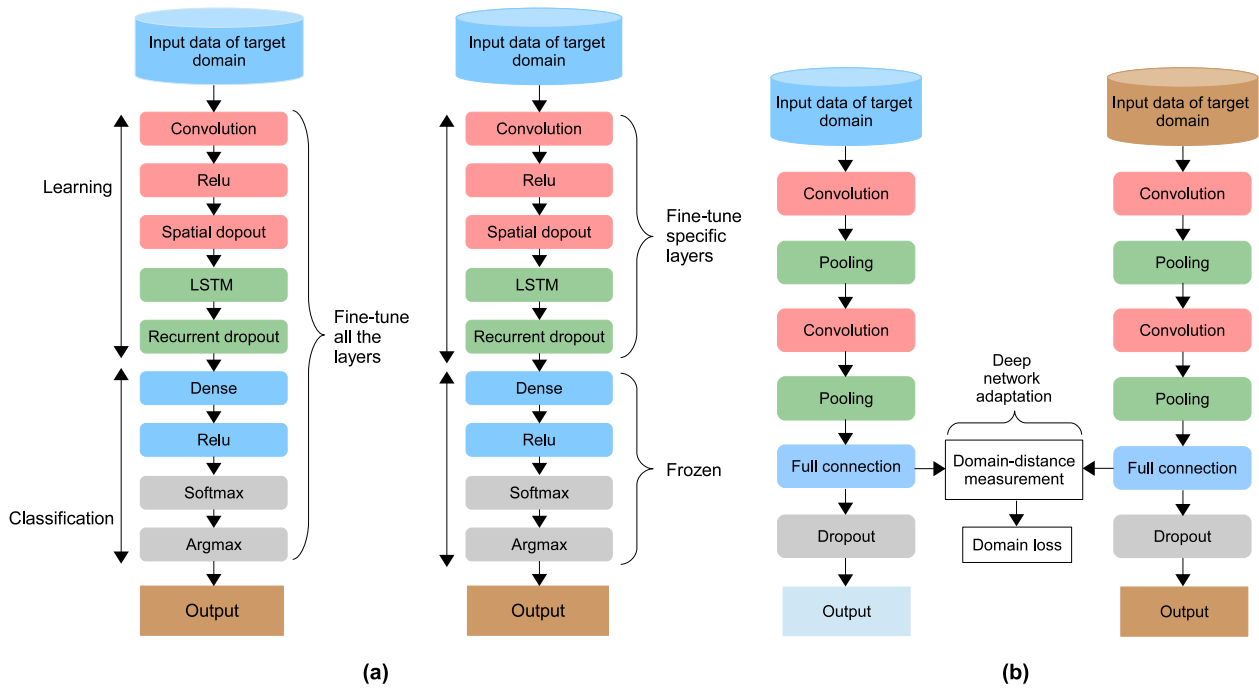 Input data of target
domain
Convolution
Relu
Spatial dopout
LSTM
Recurrent dropout
Dense
Relu
Softmax
Argmax
Output
Learning
Classification
Fine-tune
all the
layers
Input data of target
domain
Convolution
Relu
Spatial dopout
LSTM
Recurrent dropout
Dense
Relu
Softmax
Argmax
Output
Fine-tune
specific
layers
Frozen
(a)
Input data of target
domain
Convolution
Pooling
Convolution
Pooling
Full connection
Dropout
Output
Deep
network
adaptation
Domain-distance
measurement
Domain loss
Input data of target
domain
Convolution
Pooling
Convolution
Pooling
Full connection
Dropout
Output
(b)